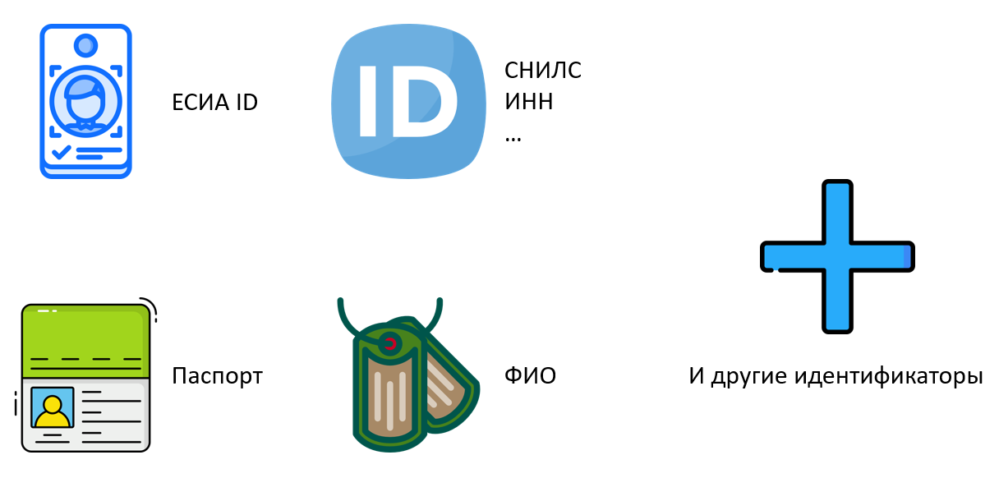 ЕСИА ID
ID
СНИЛС
ИНН
...
Паспорт
ФИО
И другие идентификаторы